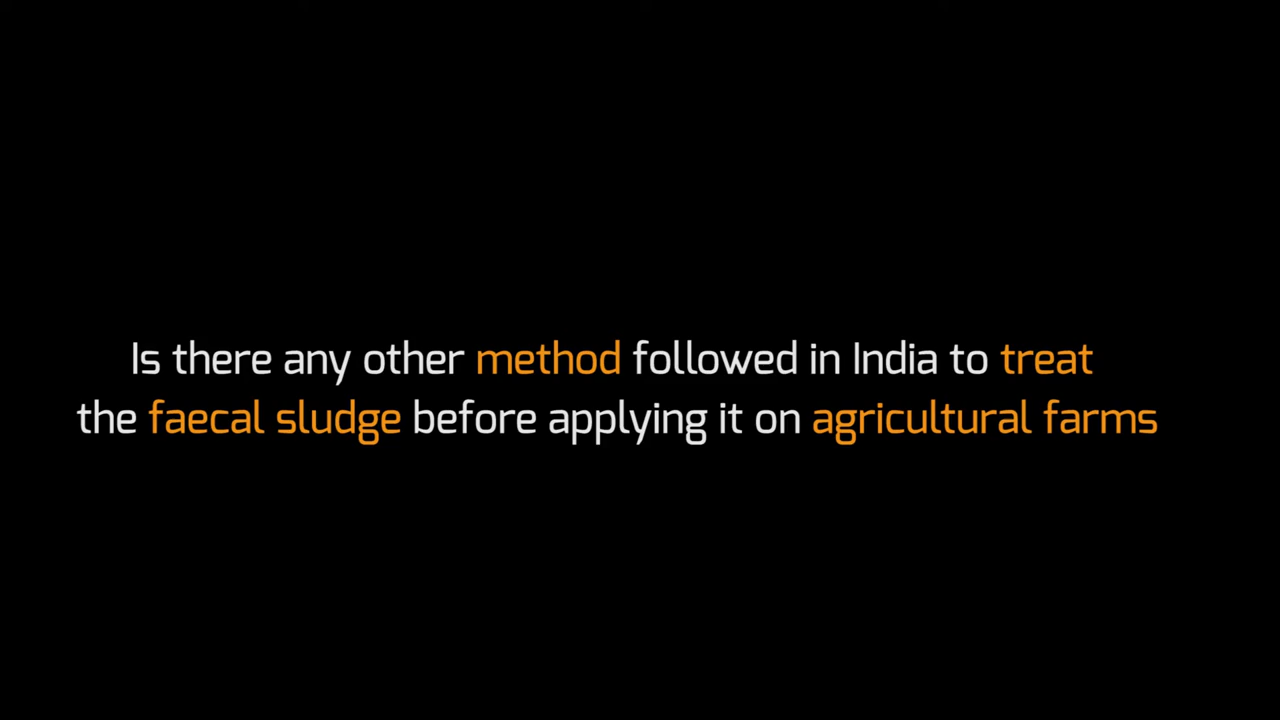 Is there any other method followed in India to treat
the faecal sludge before applying it on agricultural farms